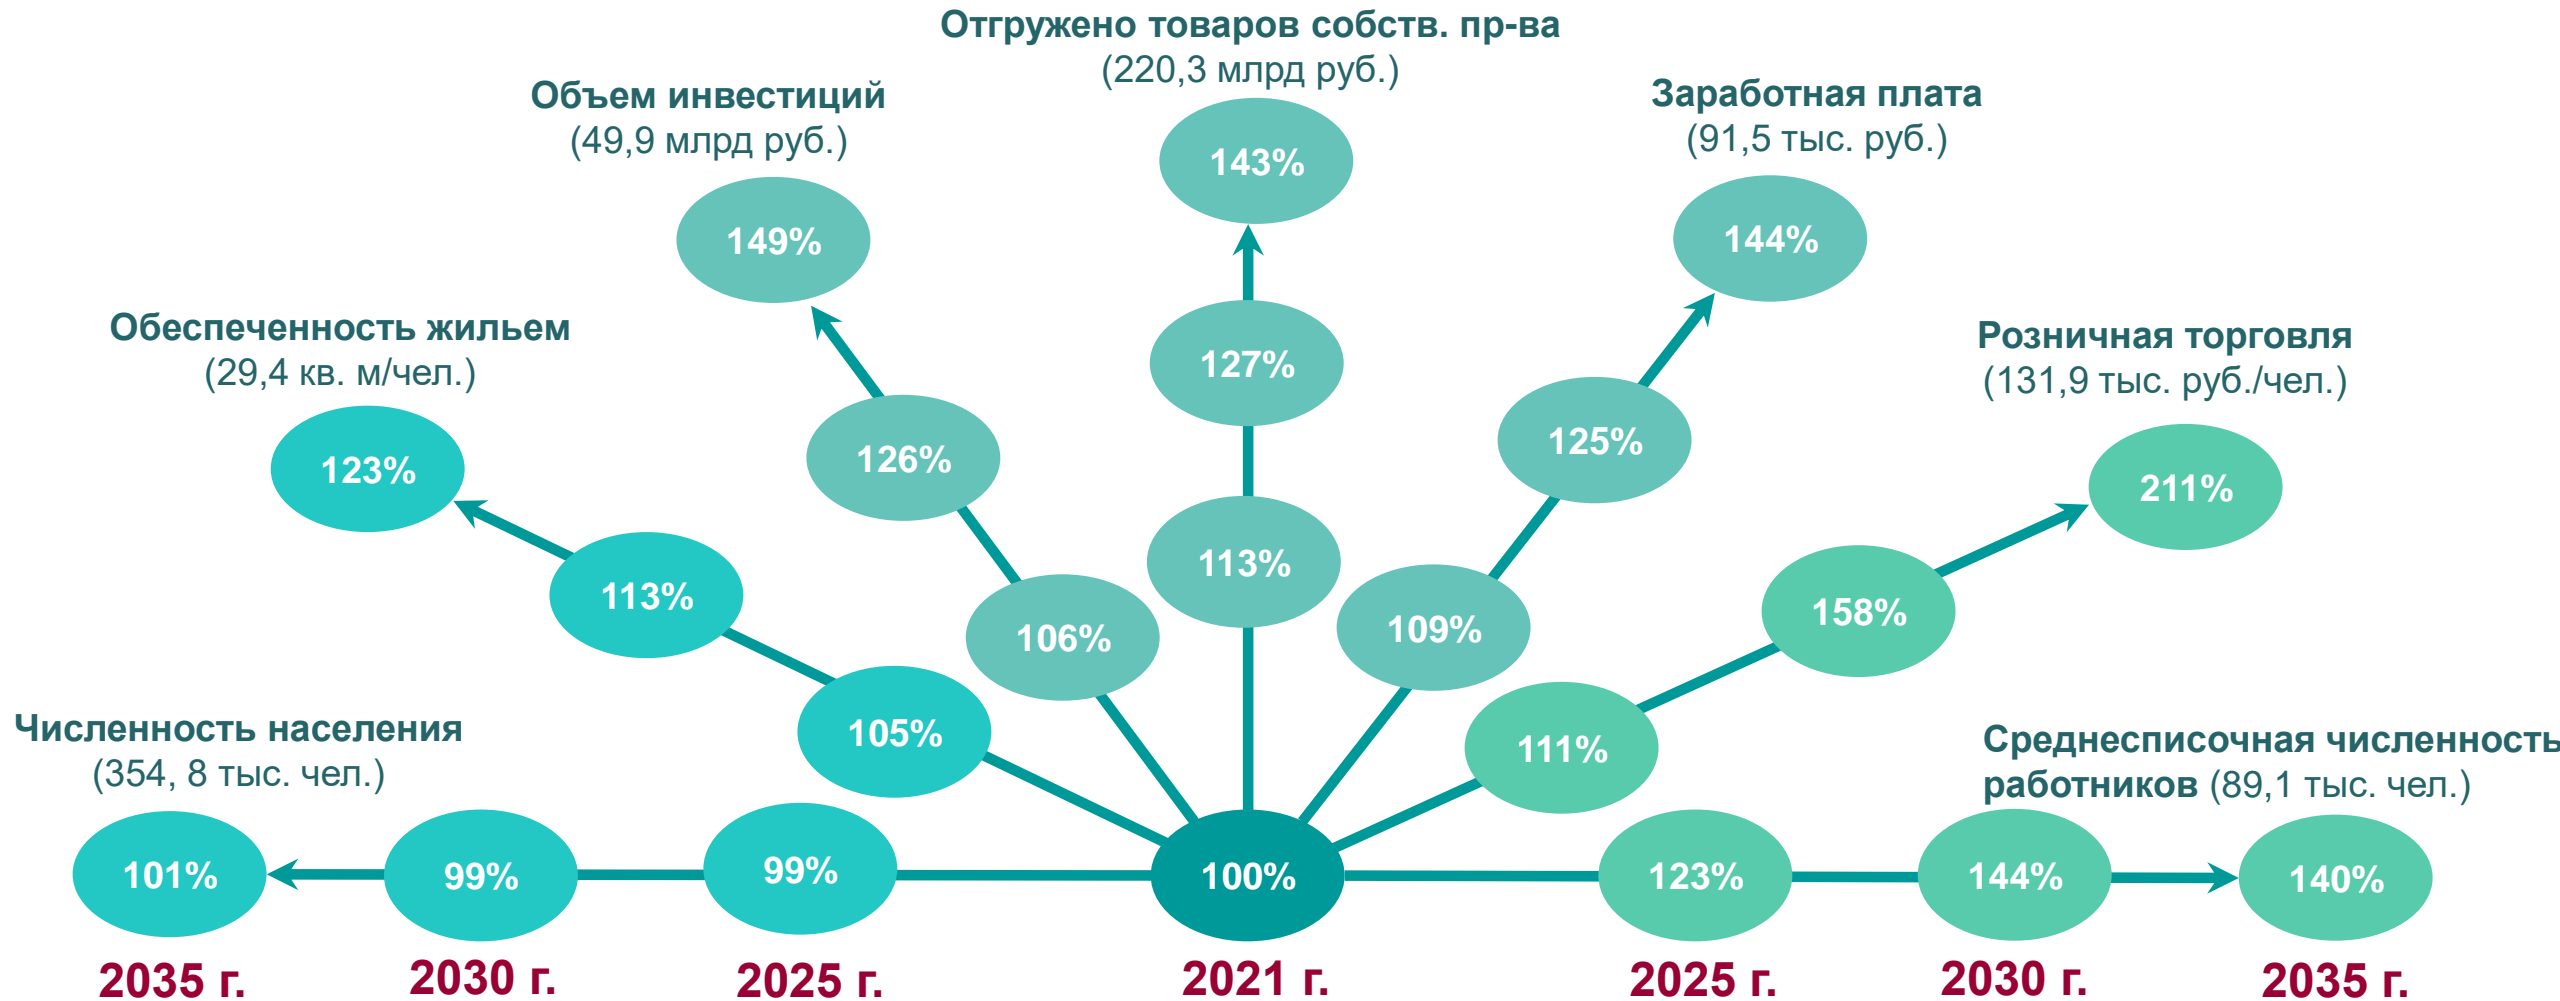 Отгружено товаров собств. пр-ва
(220,3 млрд руб.)
Объем инвестиций
(49,9 млрд руб.)
Заработная плата
(91,5 тыс. руб.)
143%
149%
144%
Обеспеченность жильем
(29,4 кв. м/чел.)
Розничная торговля
(131,9 тыс. руб./чел.)
127%
126%
125%
123%
211%
113%
113%
158%
106%
109%
105%
111%
Численность населения
(354, 8 тыс. чел.)
Среднесписочная численность
работников (89,1 тыс. чел.)
101%
99%
99%
100%
123%
144%
140%
2035 г.
2030 г.
2025 г.
2021 г.
2025 г.
2030 г.
2035 г.